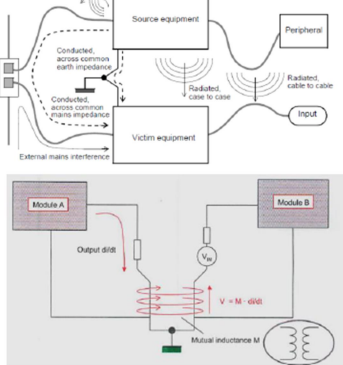 Source equipment
Peripheral
Conducted,
across common
earth impedance
Radiated,
case to case
Radiated,
cable to cable
Conducted,
across common
mains impedance
Victim equipment
Input
External mains interference
Module A
Module B
Output di/dt
V_IN
V = M · di/dt
Mutual inductance M